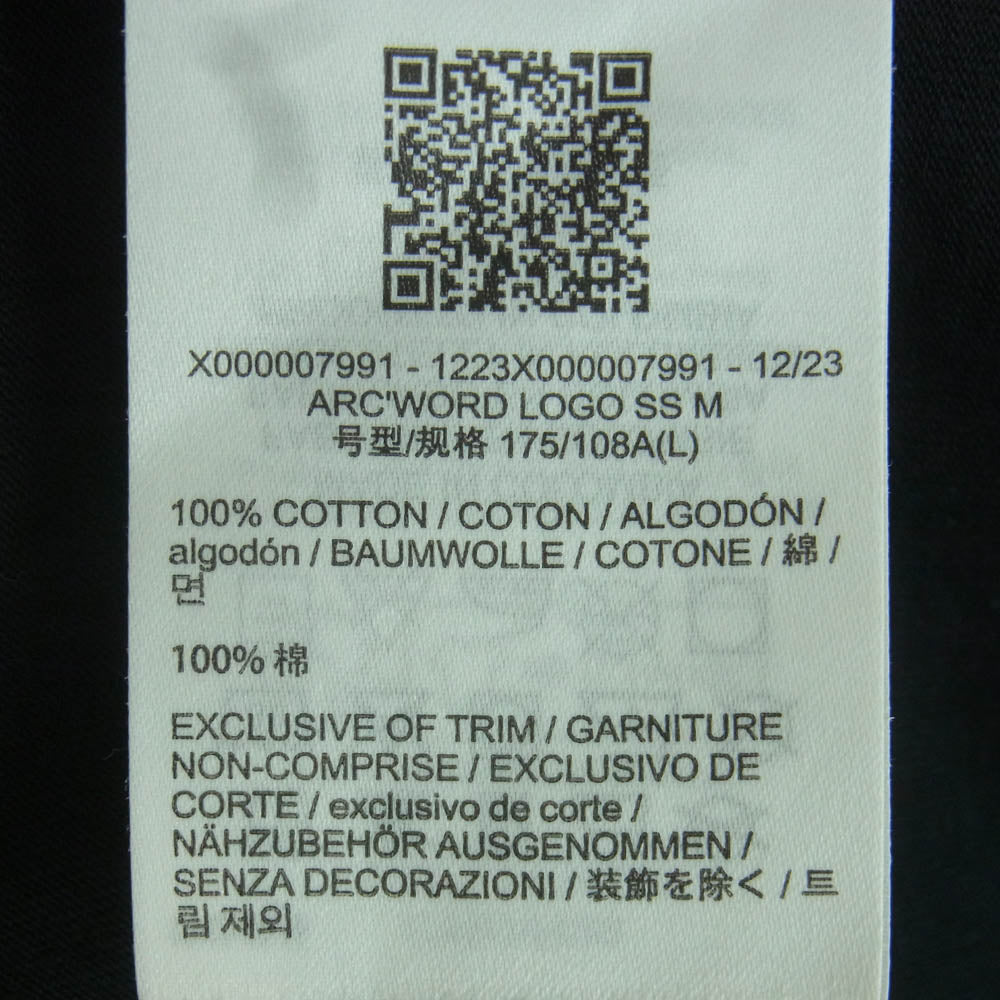 X000007991 - 1223X000007991 - 12/23
ARC'WORD LOGO SS M
号型/规格 175/108A(L)
100% COTTON / COTON / ALGODÓN /
algodón / BAUMWOLLE / COTONE / 綿 /
면
100% 棉
EXCLUSIVE OF TRIM / GARNITURE
NON-COMPRISE / EXCLUSIVO DE
CORTE / exclusivo de corte /
NÄHZUBEHÖR AUSGENOMMEN /
SENZA DECORAZIONI / 装飾を除く / 트
림 제외